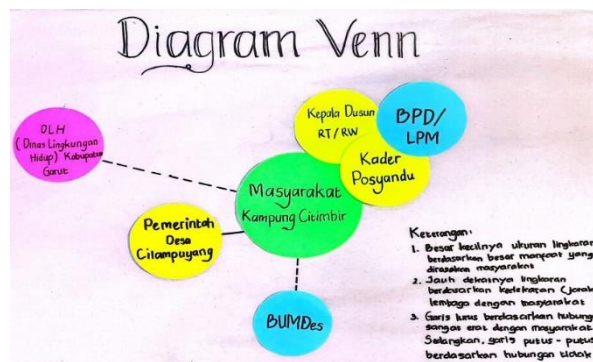 Diagram Venn
DLH
(Dinas Lingkungan
Hidup) Kabupaten
Garut
Kepala Dusun
RT/RW
BPD/
LPM
Kader
Posyandu
Masyarakat
Kampung Citimbir
Pemerintah
Desa
Cilampuyang
BUMDes
Keterangan:
1. Besar kecilnya ukuran lingkaran
berdasarkan besar manfaat yang
dirasakan masyarakat
2. Jauh dekatnya lingkaran
berdasarkan kedekatan (jarak
lembaga dengan masyarakat
3. Garis lurus berdasarkan hubung
sangat erat dengan masyarakat
Sedangkan, garis putus-putus
berdasarkan hubungan tidak